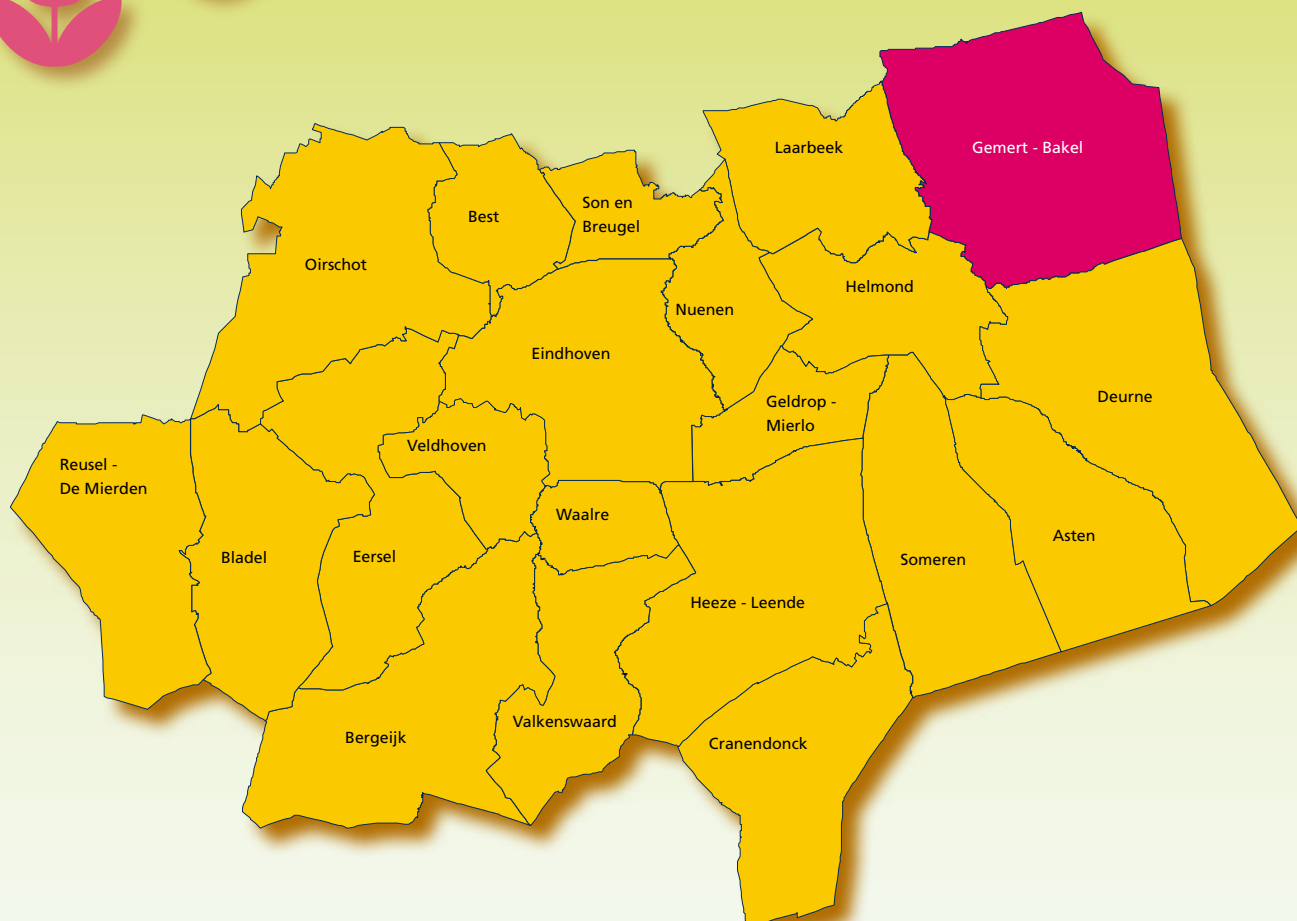 Laarbeek
Gemert - Bakel
Son en
Breugel
Best
Oirschot
Helmond
Nuenen
Eindhoven
Deurne
Geldrop -
Mierlo
Veldhoven
Reusel -
De Mierden
Waalre
Asten
Bladel
Eersel
Someren
Heeze - Leende
Valkenswaard
Bergeijk
Cranendonck